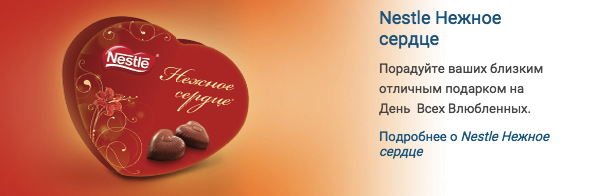 Nestle
Нежное
сердце
Nestle Нежное
сердце
Порадуйте ваших близким
отличным подарком на
День Всех Влюбленных.
Подробнее о Nestle Нежное
сердце